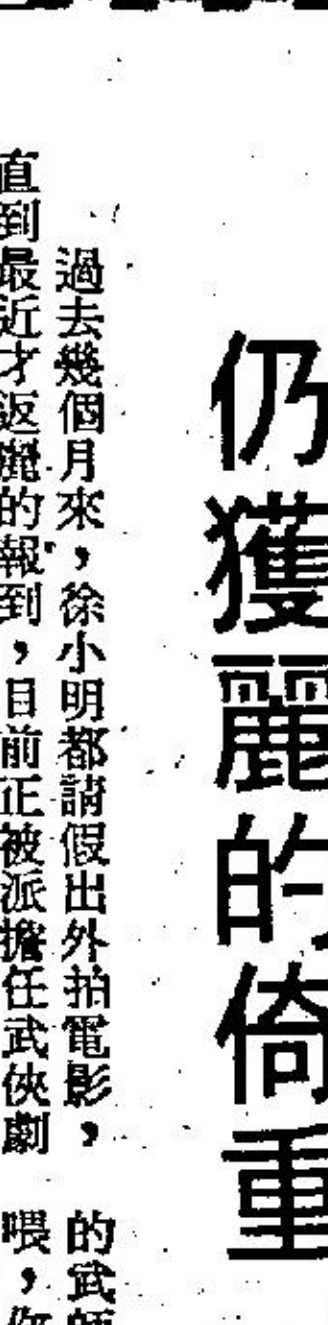 仍獲麗的倚重
過去幾個月來，徐小明都請假出外拍電影，
直到最近才返麗的報到，目前正被派擔任武俠劇
的武師
喂，你